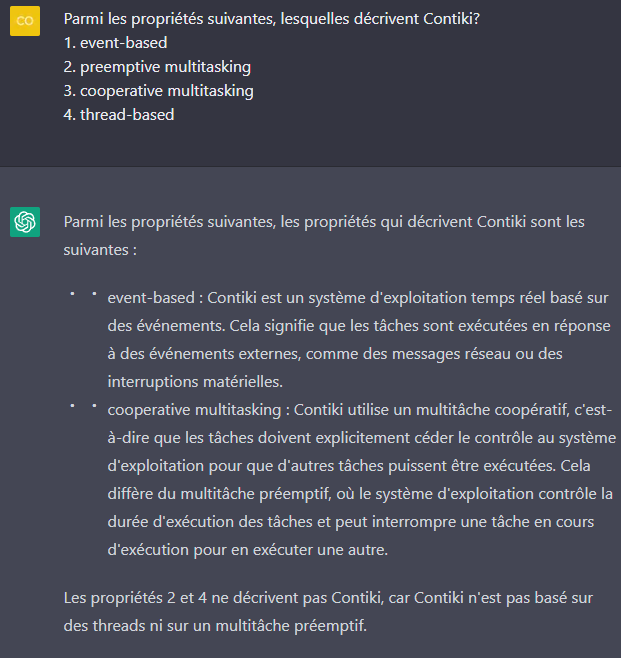 CO
Parmi les propriétés suivantes, lesquelles décrivent Contiki?
1. event-based
2. preemptive multitasking
3. cooperative multitasking
4. thread-based
Parmi les propriétés suivantes, les propriétés qui décrivent Contiki sont les
suivantes :
event-based : Contiki est un système d'exploitation temps réel basé sur
des événements. Cela signifie que les tâches sont exécutées en réponse
à des événements externes, comme des messages réseau ou des
interruptions matérielles.
cooperative multitasking : Contiki utilise un multitâche coopératif, c'est-
à-dire que les tâches doivent explicitement céder le contrôle au système
d'exploitation pour que d'autres tâches puissent être exécutées. Cela
diffère du multitâche préemptif, où le système d'exploitation contrôle la
durée d'exécution des tâches et peut interrompre une tâche en cours
d'exécution pour en exécuter une autre.
Les propriétés 2 et 4 ne décrivent pas Contiki, car Contiki n'est pas basé sur
des threads ni sur un multitâche préemptif.